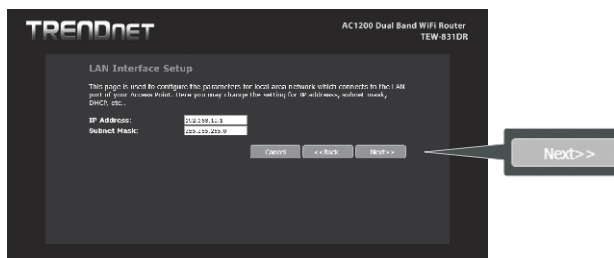 TRENDNET
AC1200 Dual Band WiFi Router
TEW-831DR
LAN Interface Setup
This page is used to configure the parameters for local area network which connects to the LAN
port of your Access Point. Here you may change the setting for IP address, subnet mask,
DHCP, etc..
IP Address: 192.168.10.1
Subnet Mask: 255.255.255.0
Cancel <<Back Next>>
Next>>